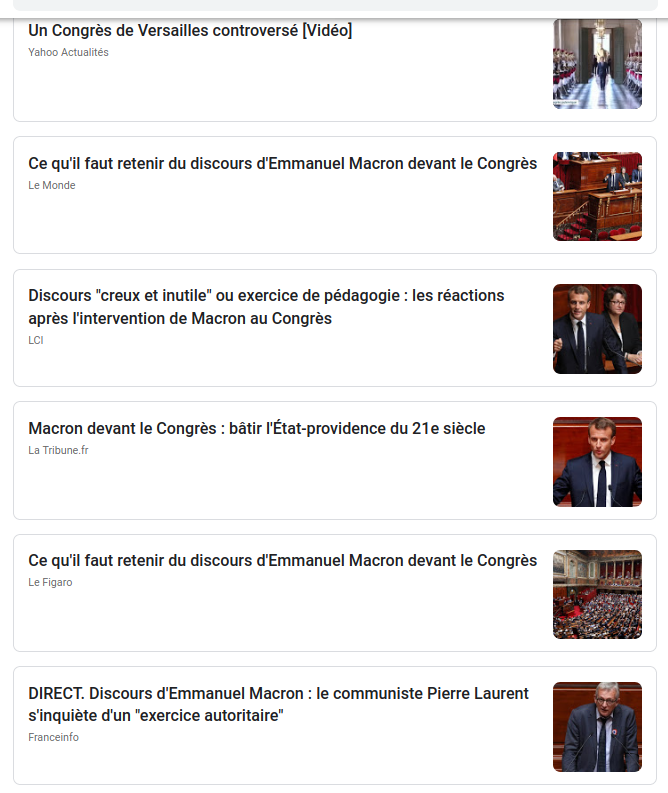 Un Congrès de Versailles controversé [Vidéo]
Yahoo Actualités
Ce qu'il faut retenir du discours d'Emmanuel Macron devant le Congrès
Le Monde
Discours "creux et inutile" ou exercice de pédagogie : les réactions
après l'intervention de Macron au Congrès
LCI
Macron devant le Congrès : bâtir l'État-providence du 21e siècle
La Tribune.fr
Ce qu'il faut retenir du discours d'Emmanuel Macron devant le Congrès
Le Figaro
DIRECT. Discours d'Emmanuel Macron : le communiste Pierre Laurent
s'inquiète d'un "exercice autoritaire"
Franceinfo